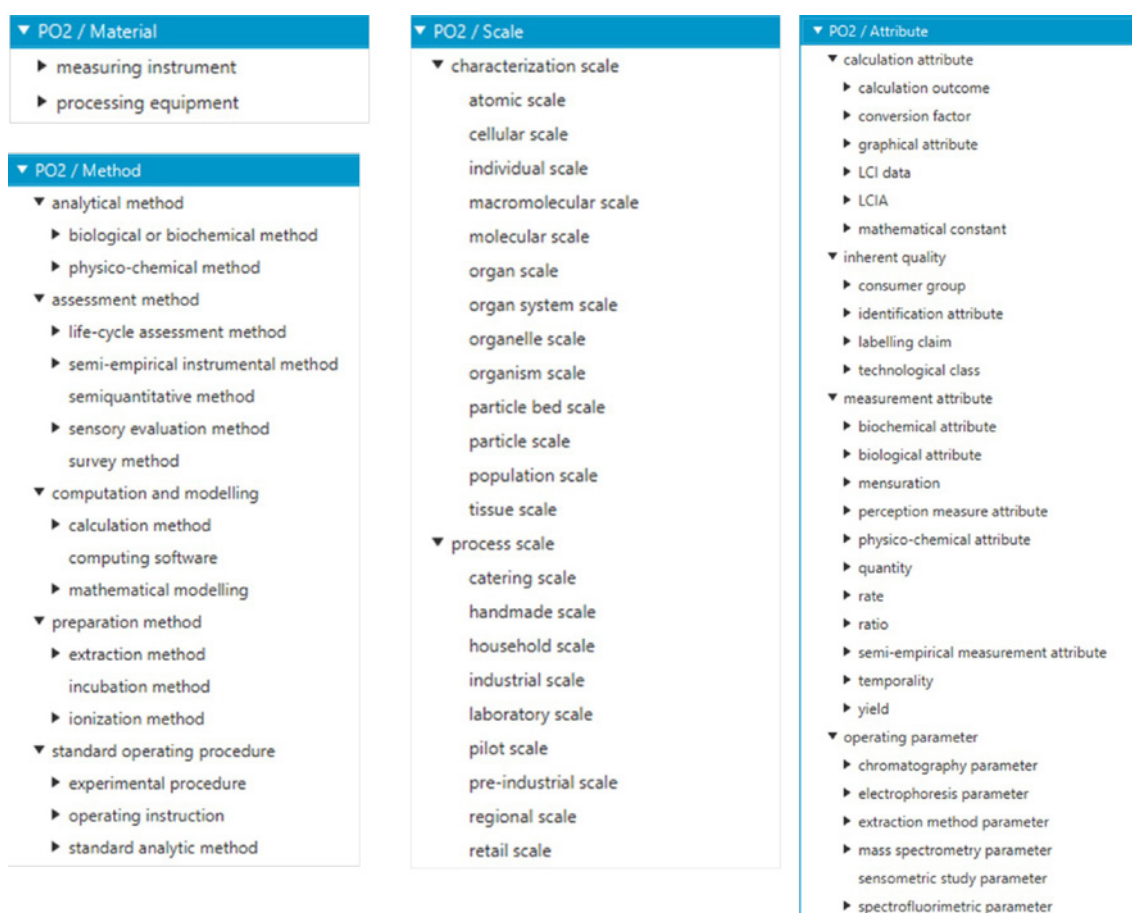 PO2 / Material
measuring instrument
processing equipment
PO2 / Method
analytical method
biological or biochemical method
physico-chemical method
assessment method
life-cycle assessment method
semi-empirical instrumental method
semiquantitative method
sensory evaluation method
survey method
computation and modelling
calculation method
computing software
mathematical modelling
preparation method
extraction method
incubation method
ionization method
standard operating procedure
experimental procedure
operating instruction
standard analytic method
PO2 / Scale
characterization scale
atomic scale
cellular scale
individual scale
macromolecular scale
molecular scale
organ scale
organ system scale
organelle scale
organism scale
particle bed scale
particle scale
population scale
tissue scale
process scale
catering scale
handmade scale
household scale
industrial scale
laboratory scale
pilot scale
pre-industrial scale
regional scale
retail scale
PO2 / Attribute
calculation attribute
calculation outcome
conversion factor
graphical attribute
LCI data
LCIA
mathematical constant
inherent quality
consumer group
identification attribute
labelling claim
technological class
measurement attribute
biochemical attribute
biological attribute
mensuration
perception measure attribute
physico-chemical attribute
quantity
rate
ratio
semi-empirical measurement attribute
temporality
yield
operating parameter
chromatography parameter
electrophoresis parameter
extraction method parameter
mass spectrometry parameter
sensometric study parameter
spectrofluorimetric parameter